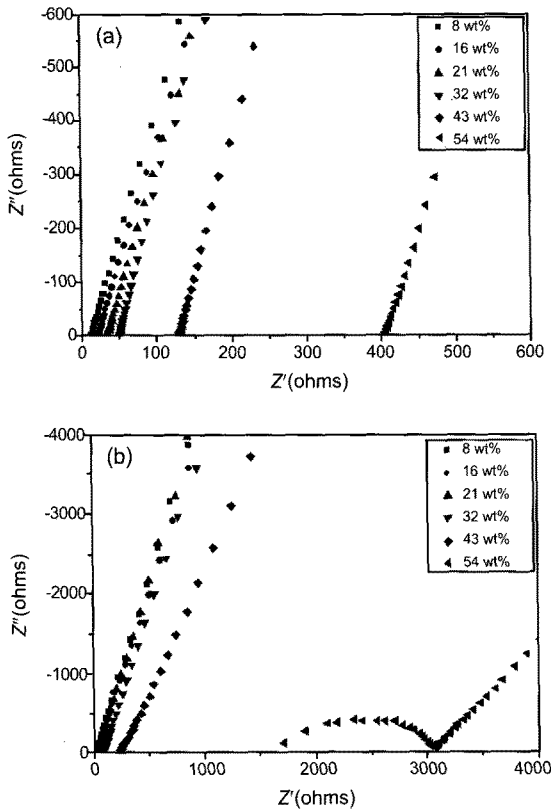 (a)
8 wt%
16 wt%
21 wt%
32 wt%
43 wt%
54 wt%
-600
-500
-400
-300
-200
-100
0
Z″(ohms)
0 100 200 300 400 500 600
Z′(ohms)
(b)
8 wt%
16 wt%
21 wt%
32 wt%
43 wt%
54 wt%
-4000
-3000
-2000
-1000
0
Z″(ohms)
0 1000 2000 3000 4000
Z′(ohms)